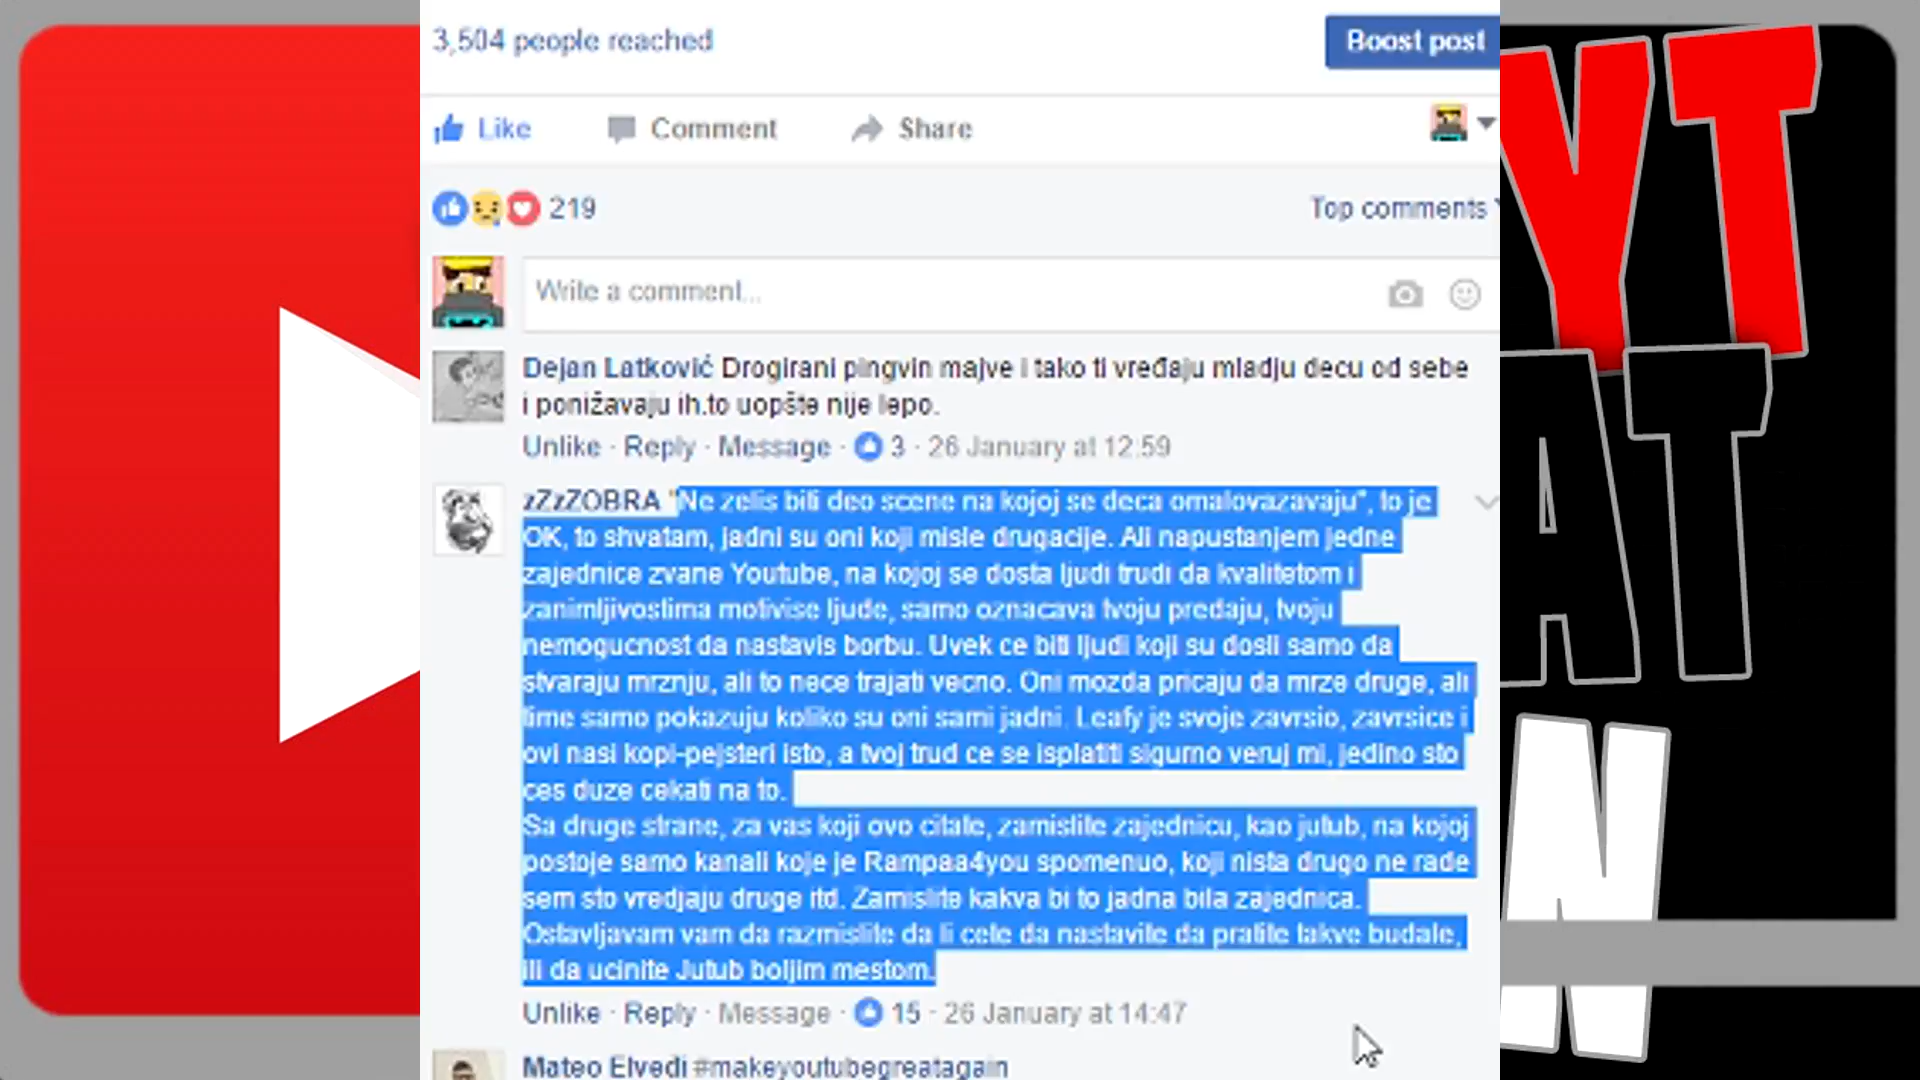 3,504 people reached
Boost post
Like Comment Share
219
Top comments
Write a comment...
Dejan Latković Drogirani pingvin majve i tako ti vređaju mladju decu od sebe
i ponižavaju ih.to uopšte nije lepo.
Unlike · Reply · Message · 3 · 26 January at 12:59
zZzZOBRA "Ne zelis biti deo scene na kojoj se deca omalovazavaju", to je
OK, to shvatam, jadni su oni koji misle drugacije. Ali napustanjem jedne
zajednice zvane Youtube, na kojoj se dosta ljudi trudi da kvalitetom i
zanimljivostima motivise ljude, samo oznacava tvoju predaju, tvoju
nemogucnost da nastavis borbu. Uvek ce biti ljudi koji su dosli samo da
stvaraju mrznju, ali to nece trajati vecno. Oni mozda pricaju da mrze druge, ali
time samo pokazuju koliko su oni sami jadni. Leafy je svoje zavrsio, zavrsice i
ovi nasi kopi-pejsteri isto, a tvoj trud ce se isplatiti sigurno veruj mi, jedino sto
ces duze cekati na to.
Sa druge strane, za vas koji ovo citate, zamislite zajednicu, kao jutub, na kojoj
postoje samo kanali koje je Rampaa4you spomenuo, koji nista drugo ne rade
sem sto vredjaju druge itd. Zamislite kakva bi to jadna bila zajednica.
Ostavljavam vam da razmislite da li cete da nastavite da pratite takve budale,
ili da ucinite Jutub boljim mestom.
Unlike · Reply · Message · 15 · 26 January at 14:47
Mateo Elveđi #makeyoutubegreatagain
YT
AT
N